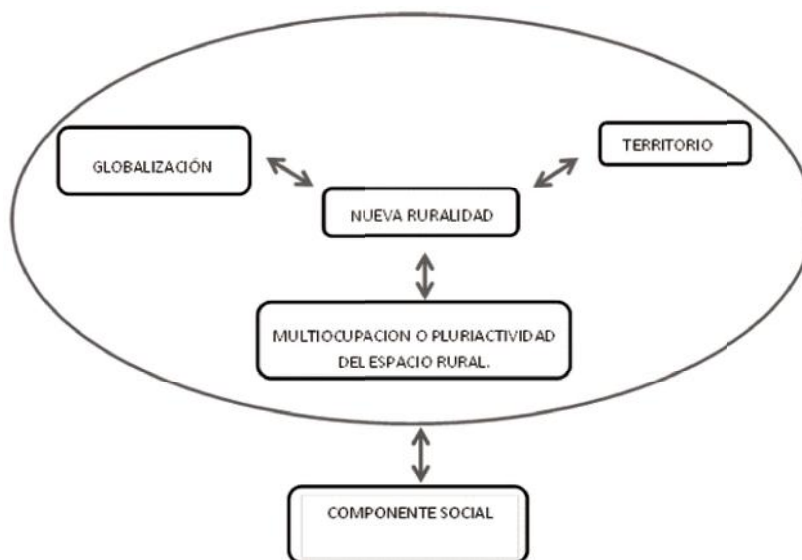 GLOBALIZACIÓN
TERRITORIO
NUEVA RURALIDAD
MULTIOCUPACION O PLURIACTIVIDAD
DEL ESPACIO RURAL.
COMPONENTE SOCIAL